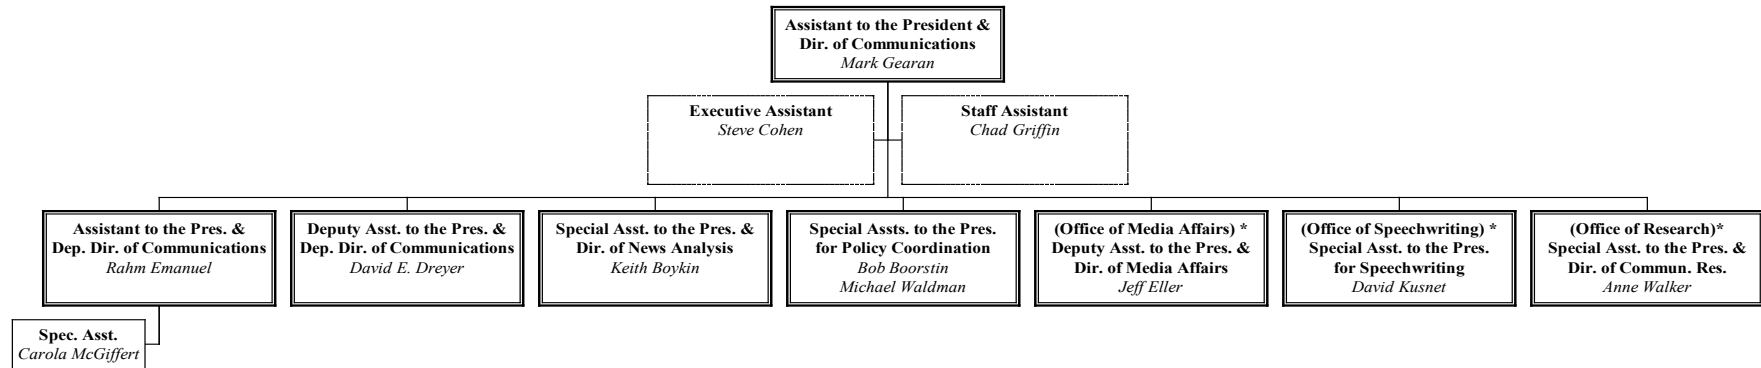 Assistant to the President &
Dir. of Communications
Mark Gearan
Executive Assistant
Steve Cohen
Staff Assistant
Chad Griffin
Assistant to the Pres. &
Dep. Dir. of Communications
Rahm Emanuel
Deputy Asst. to the Pres. &
Dep. Dir. of Communications
David E. Dreyer
Special Asst. to the Pres. &
Dir. of News Analysis
Keith Boykin
Special Assts. to the Pres.
for Policy Coordination
Bob Boorstin
Michael Waldman
(Office of Media Affairs) *
Deputy Asst. to the Pres. &
Dir. of Media Affairs
Jeff Eller
(Office of Speechwriting) *
Special Asst. to the Pres.
for Speechwriting
David Kusnet
(Office of Research)*
Special Asst. to the Pres. &
Dir. of Commun. Res.
Anne Walker
Spec. Asst.
Carola McGiffert